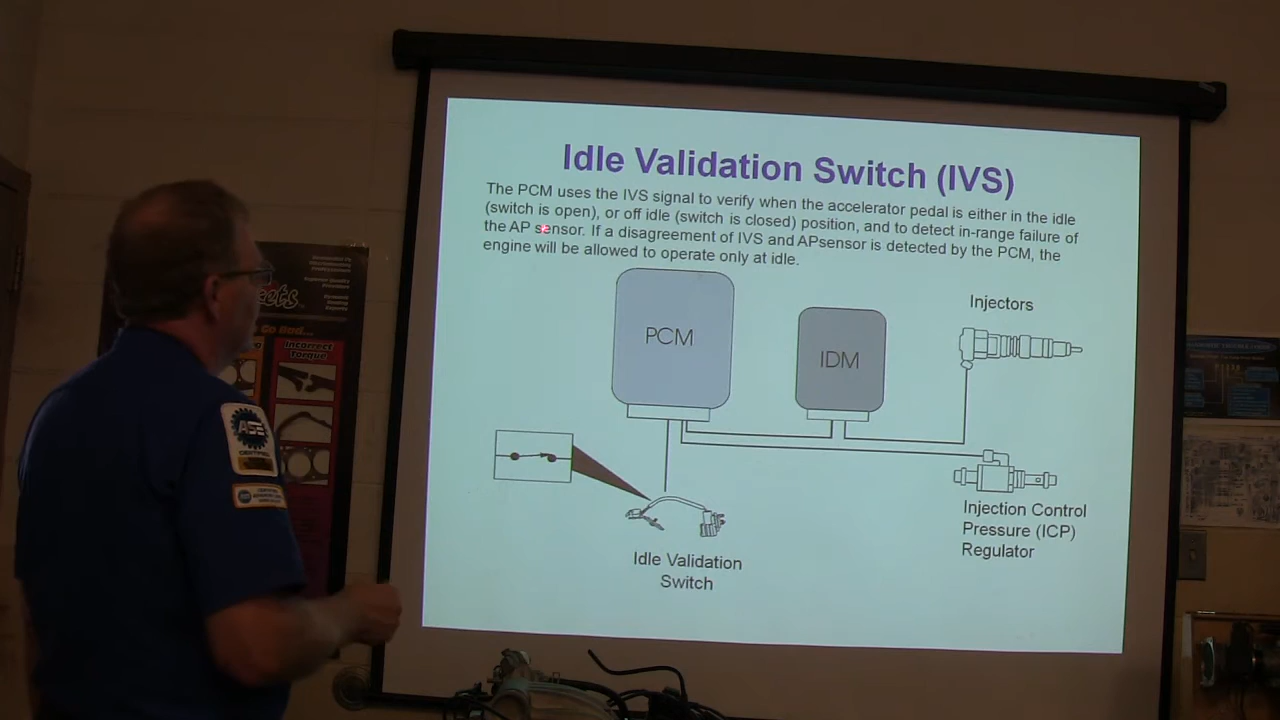 Idle Validation Switch (IVS)
The PCM uses the IVS signal to verify when the accelerator pedal is either in the idle
(switch is open), or off idle (switch is closed) position, and to detect in-range failure of
the AP sensor. If a disagreement of IVS and APsensor is detected by the PCM, the
engine will be allowed to operate only at idle.
Injectors
PCM
IDM
Injection Control
Pressure (ICP)
Regulator
Idle Validation
Switch
Incorrect
Torque
ASE
CERTIFIED